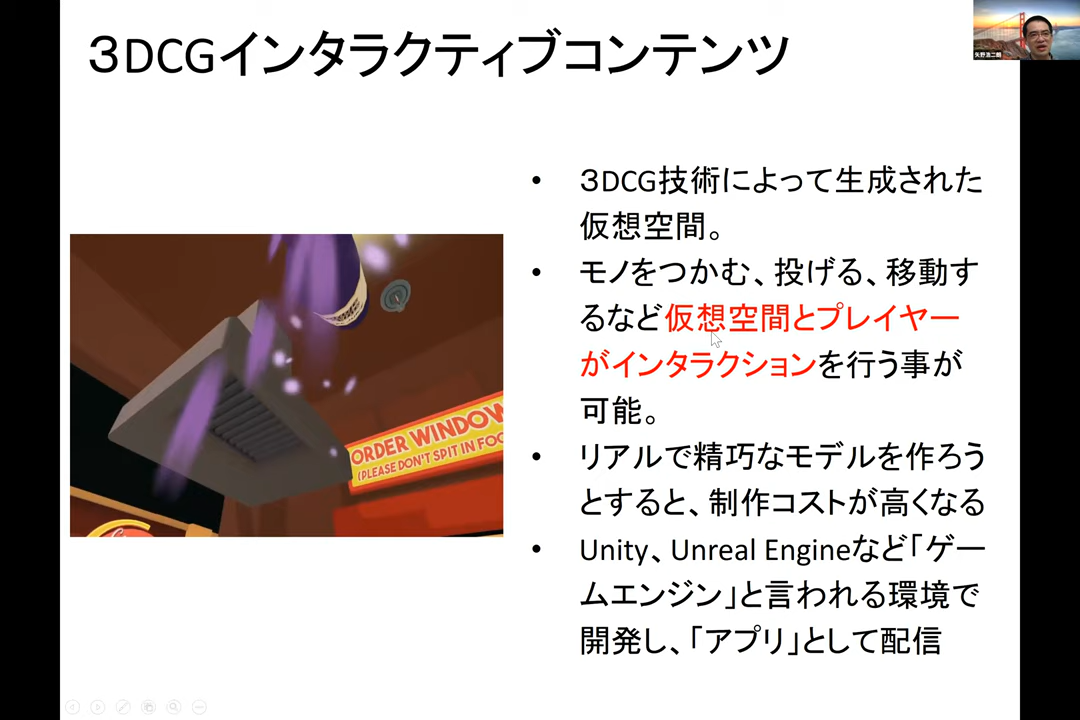 ３DCGインタラクティブコンテンツ
矢野浩二朗
• ３DCG技術によって生成された
仮想空間。
• モノをつかむ、投げる、移動す
るなど仮想空間とプレイヤー
がインタラクションを行う事が
可能。
• リアルで精巧なモデルを作ろう
とすると、制作コストが高くなる
• Unity、Unreal Engineなど「ゲー
ムエンジン」と言われる環境で
開発し、「アプリ」として配信
ORDER WINDOW
(PLEASE DON'T SPIT IN FOO